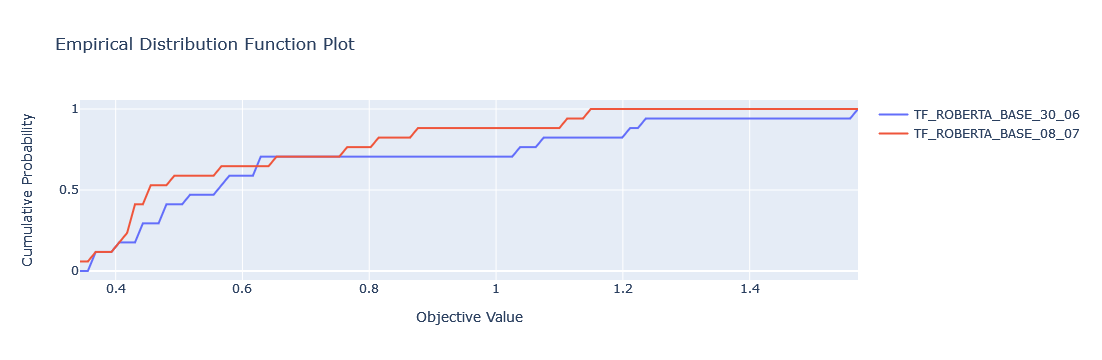 Empirical Distribution Function Plot
Cumulative Probability
1
0.5
0
0.4
0.6
0.8
1
1.2
1.4
Objective Value
TF_ROBERTA_BASE_30_06
TF_ROBERTA_BASE_08_07